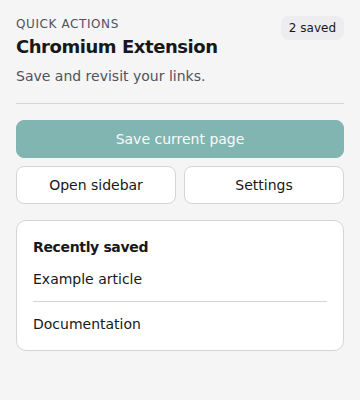 QUICK ACTIONS
2 saved
Chromium Extension
Save and revisit your links.
Save current page
Open sidebar
Settings
Recently saved
Example article
Documentation